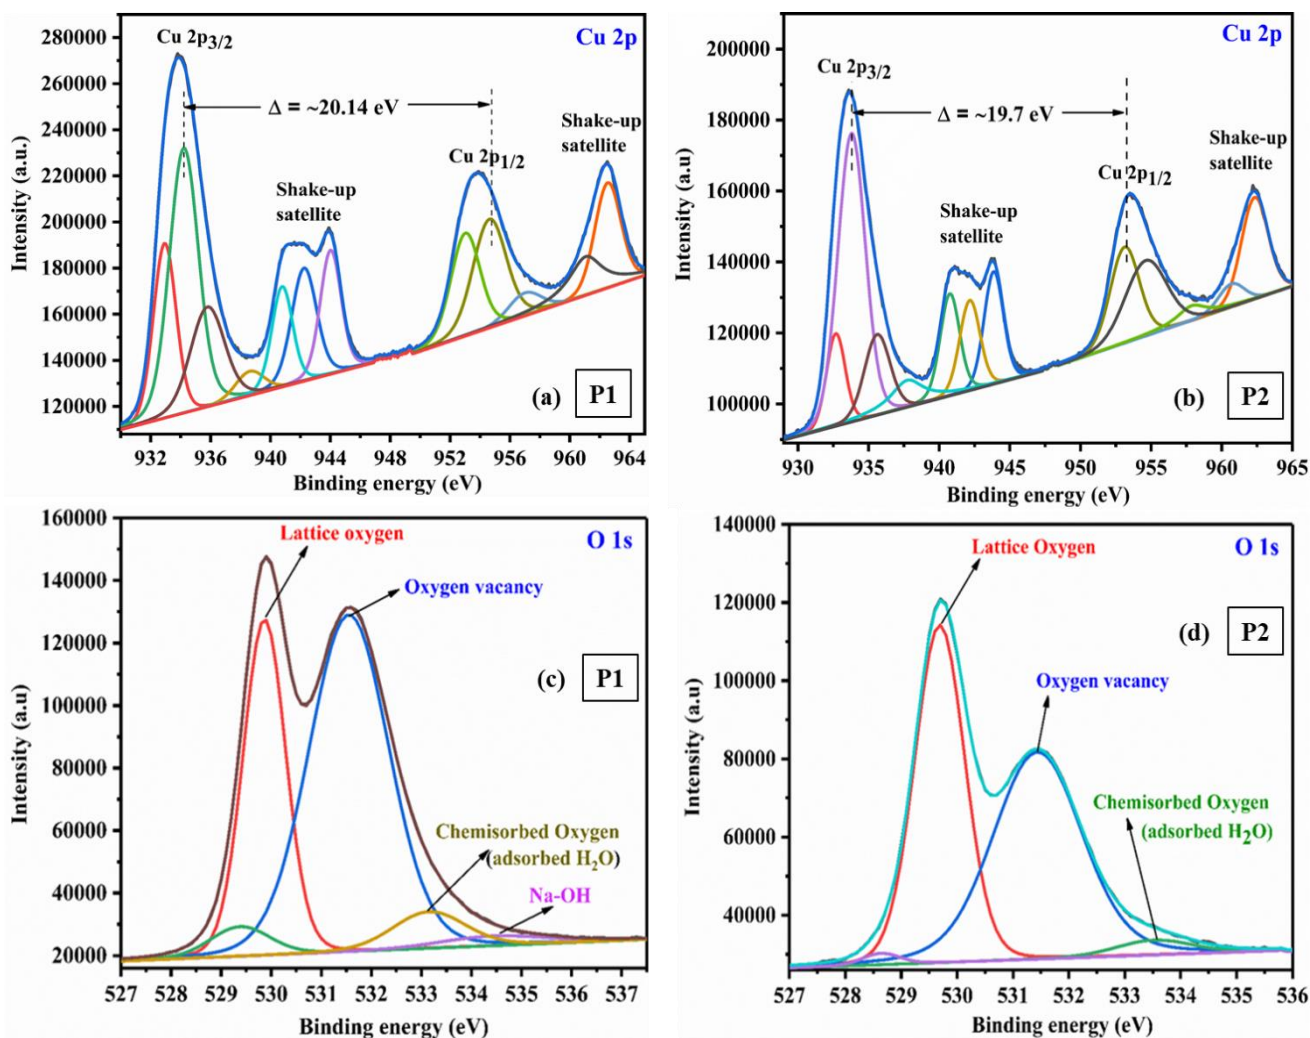 Cu 2p
Cu 2p3/2
Δ = ~20.14 eV
Shake-up
satellite
Cu 2p1/2
Shake-up
satellite
(a)
P1
Intensity (a.u.)
280000
260000
240000
220000
200000
180000
160000
140000
120000
932 936 940 944 948 952 956 960 964
Binding energy (eV)
Cu 2p
Cu 2p3/2
Δ = ~19.7 eV
Shake-up
satellite
Cu 2p1/2
Shake-up
satellite
(b)
P2
Intensity (a.u)
200000
180000
160000
140000
120000
100000
930 935 940 945 950 955 960 965
Binding energy (eV)
O 1s
Lattice oxygen
Oxygen vacancy
(c)
P1
Chemisorbed Oxygen
(adsorbed H2O)
Na-OH
Intensity (a.u)
160000
140000
120000
100000
80000
60000
40000
20000
527 528 529 530 531 532 533 534 535 536 537
Binding energy (eV)
O 1s
Lattice Oxygen
(d)
P2
Oxygen vacancy
Chemisorbed Oxygen
(adsorbed H2O)
Intensity (a.u)
140000
120000
100000
80000
60000
40000
527 528 529 530 531 532 533 534 535 536
Binding energy (eV)